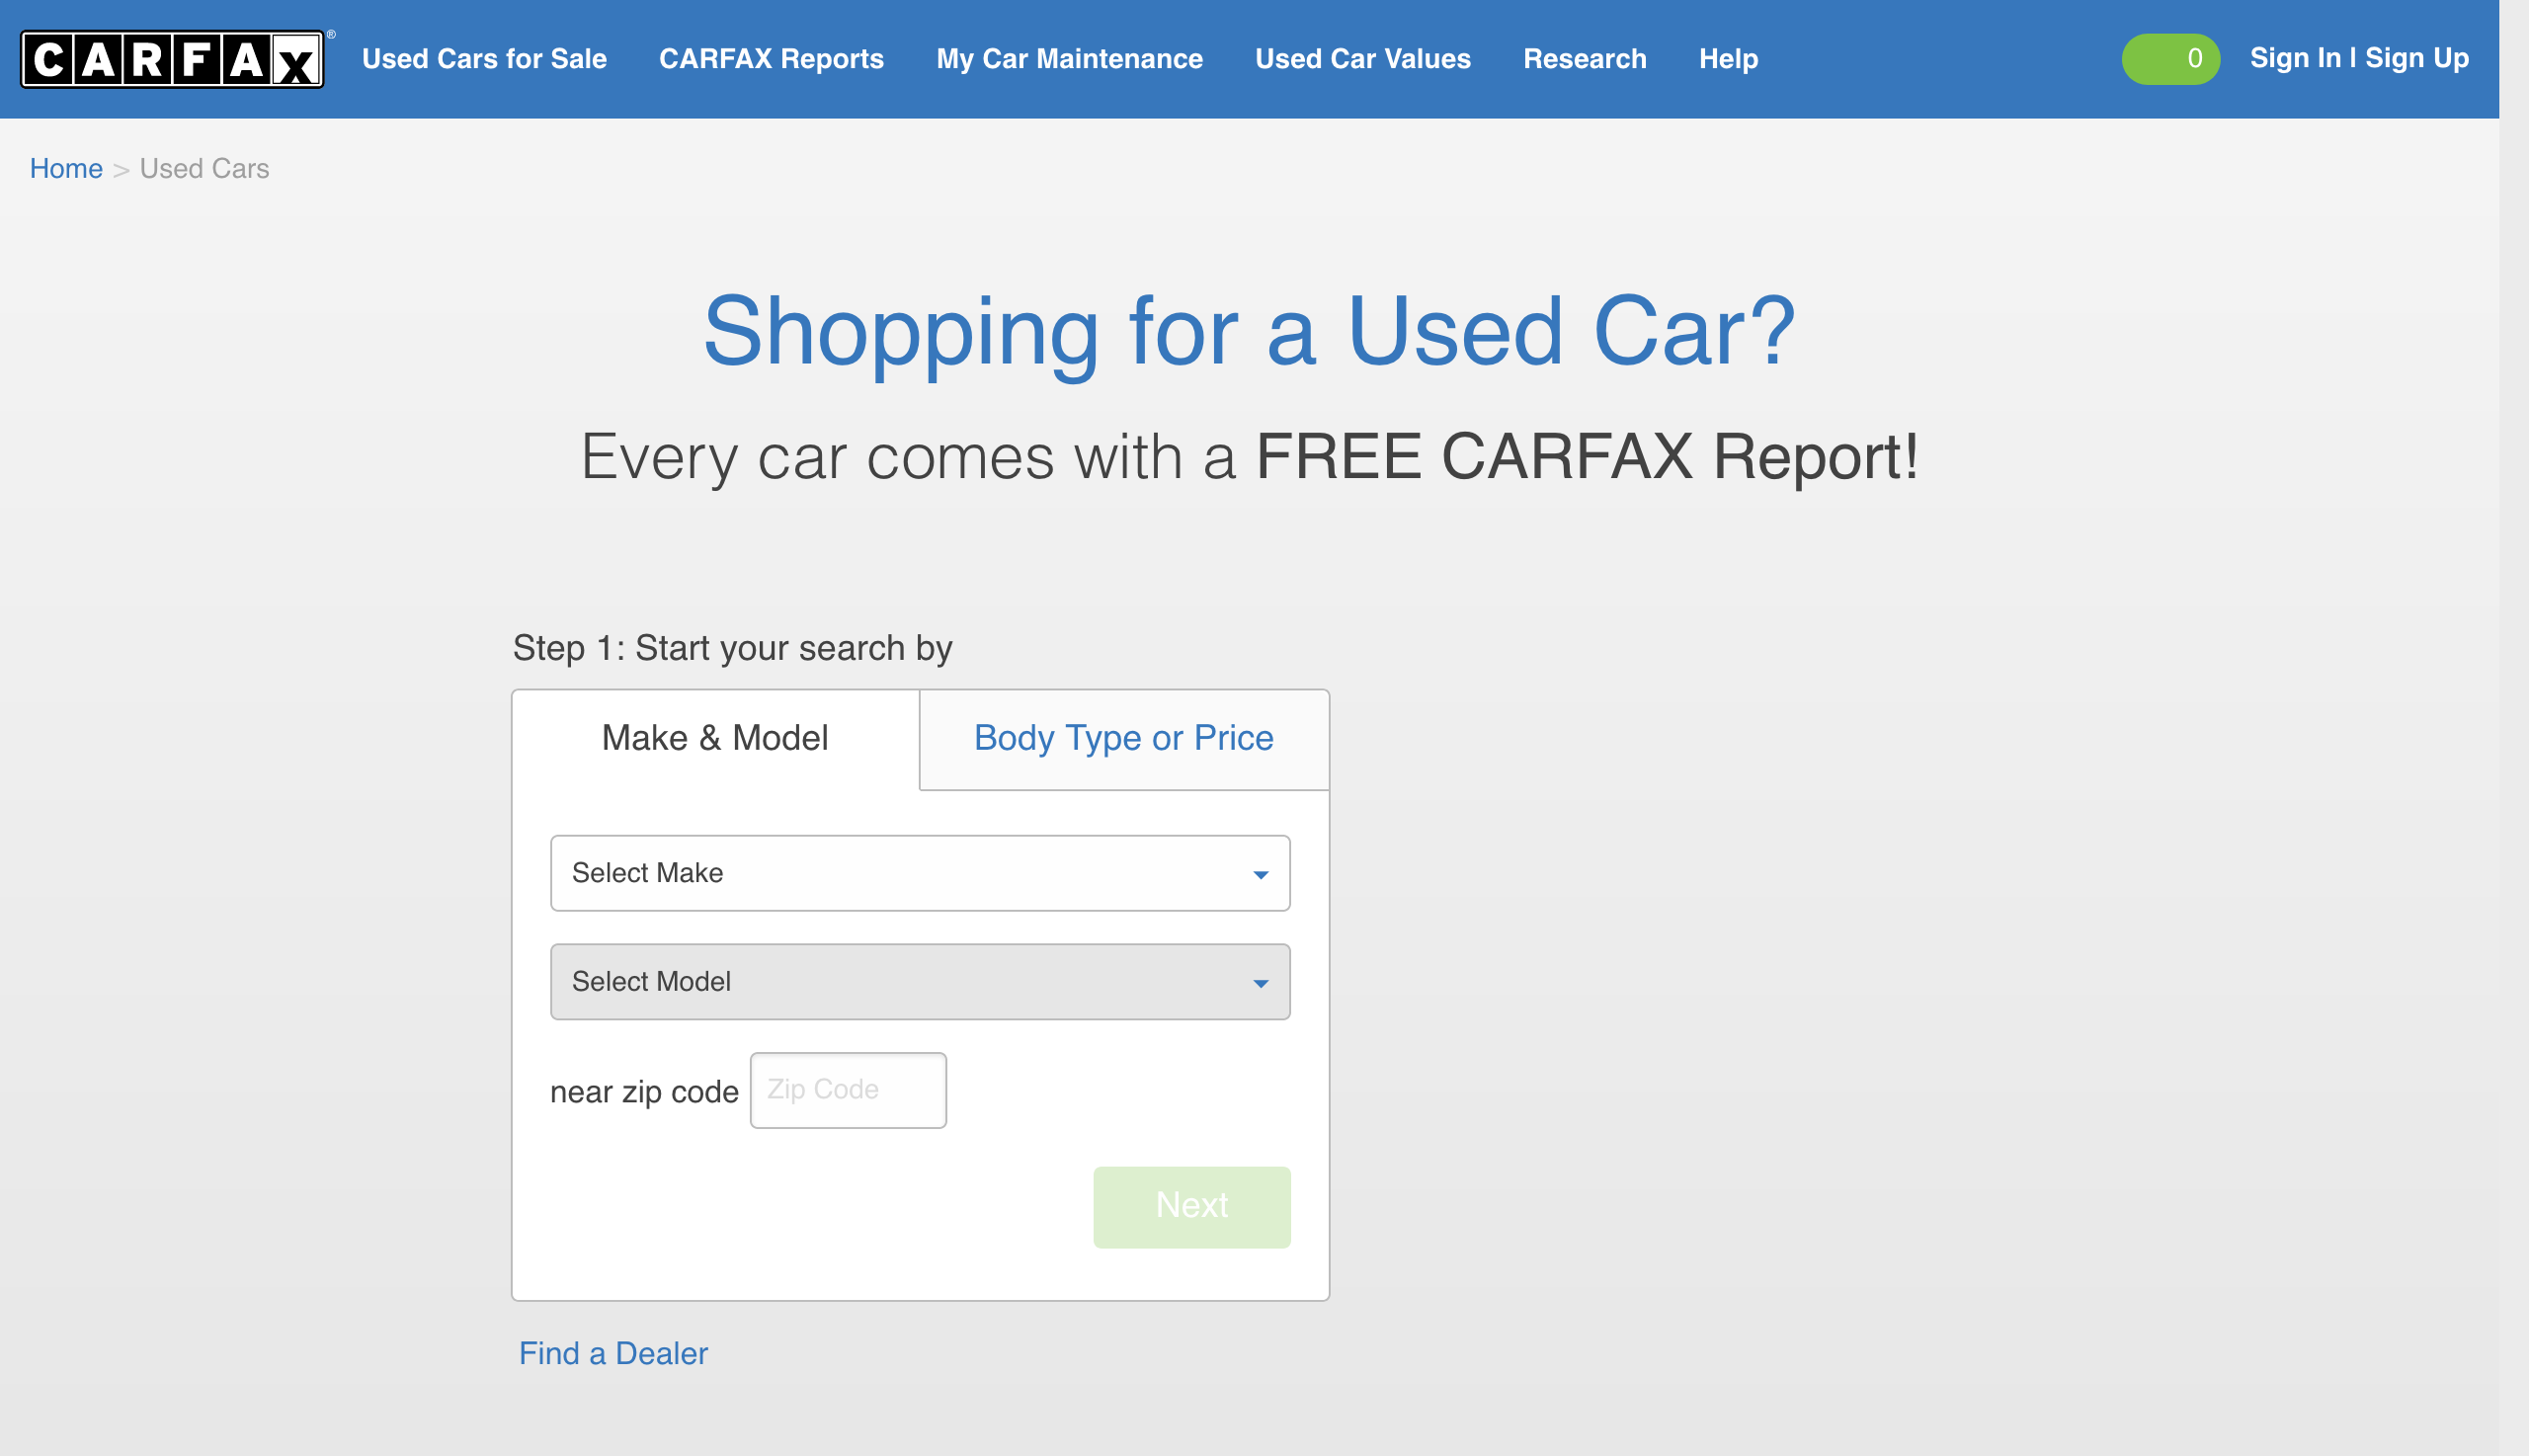 CARFAX®
Used Cars for Sale
CARFAX Reports
My Car Maintenance
Used Car Values
Research
Help
0
Sign In | Sign Up
Home > Used Cars
Shopping for a Used Car?
Every car comes with a FREE CARFAX Report!
Step 1: Start your search by
Make & Model
Body Type or Price
Select Make
Select Model
near zip code
Zip Code
Next
Find a Dealer